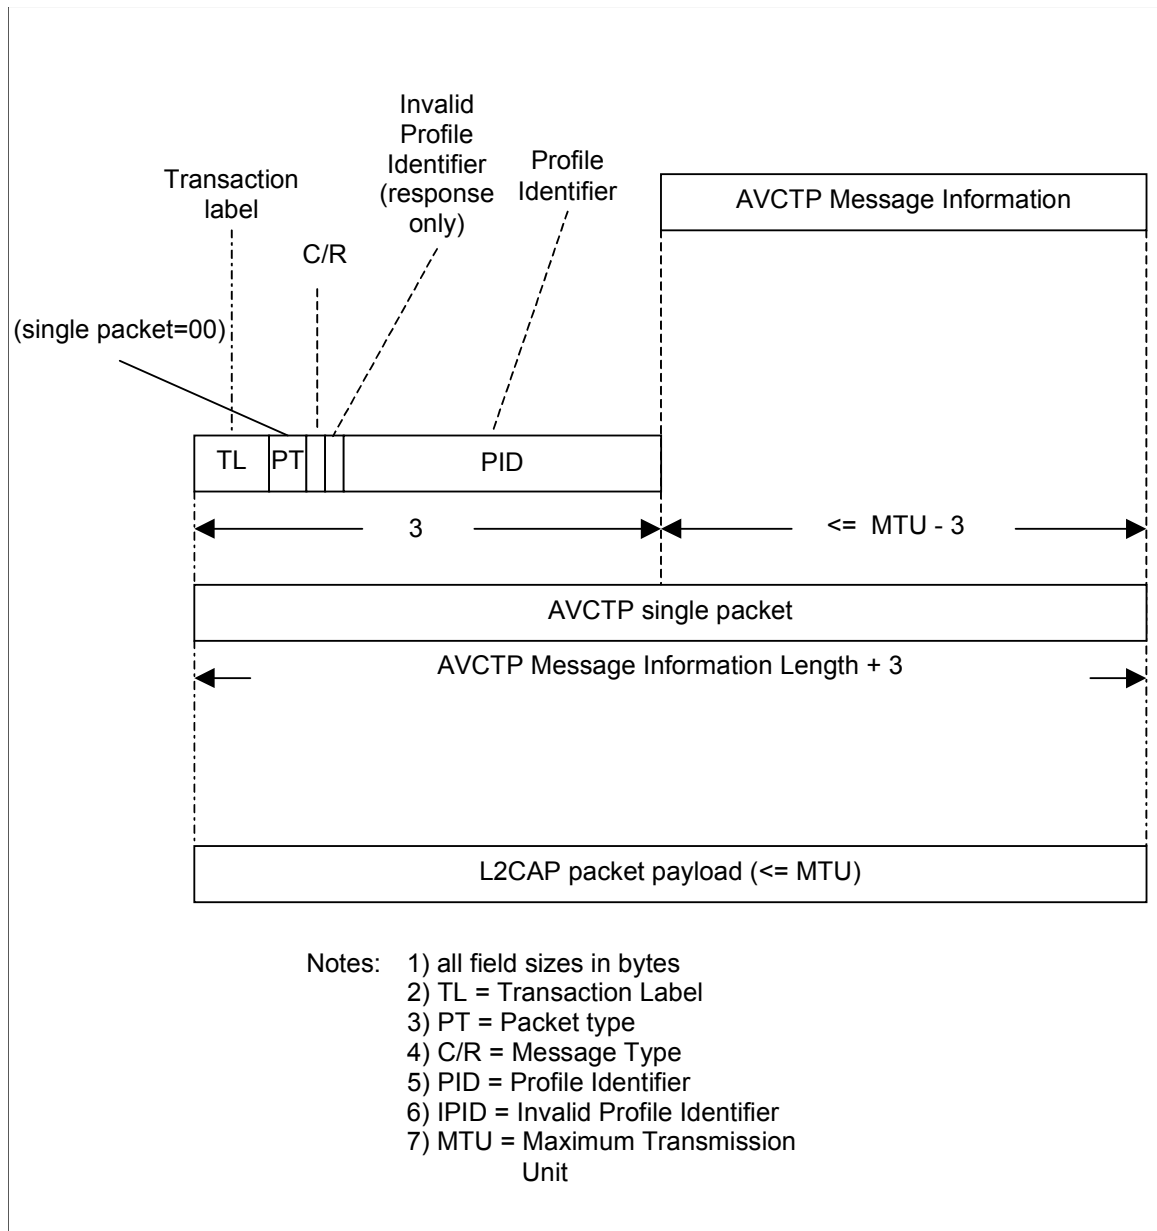 Invalid
Profile
Identifier
(response
only)
Profile
Identifier
Transaction
label
C/R
AVCTP Message Information
(single packet=00)
TL
PT
PID
3
<= MTU - 3
AVCTP single packet
AVCTP Message Information Length + 3
L2CAP packet payload (<= MTU)
Notes: 1) all field sizes in bytes
2) TL = Transaction Label
3) PT = Packet type
4) C/R = Message Type
5) PID = Profile Identifier
6) IPID = Invalid Profile Identifier
7) MTU = Maximum Transmission
Unit